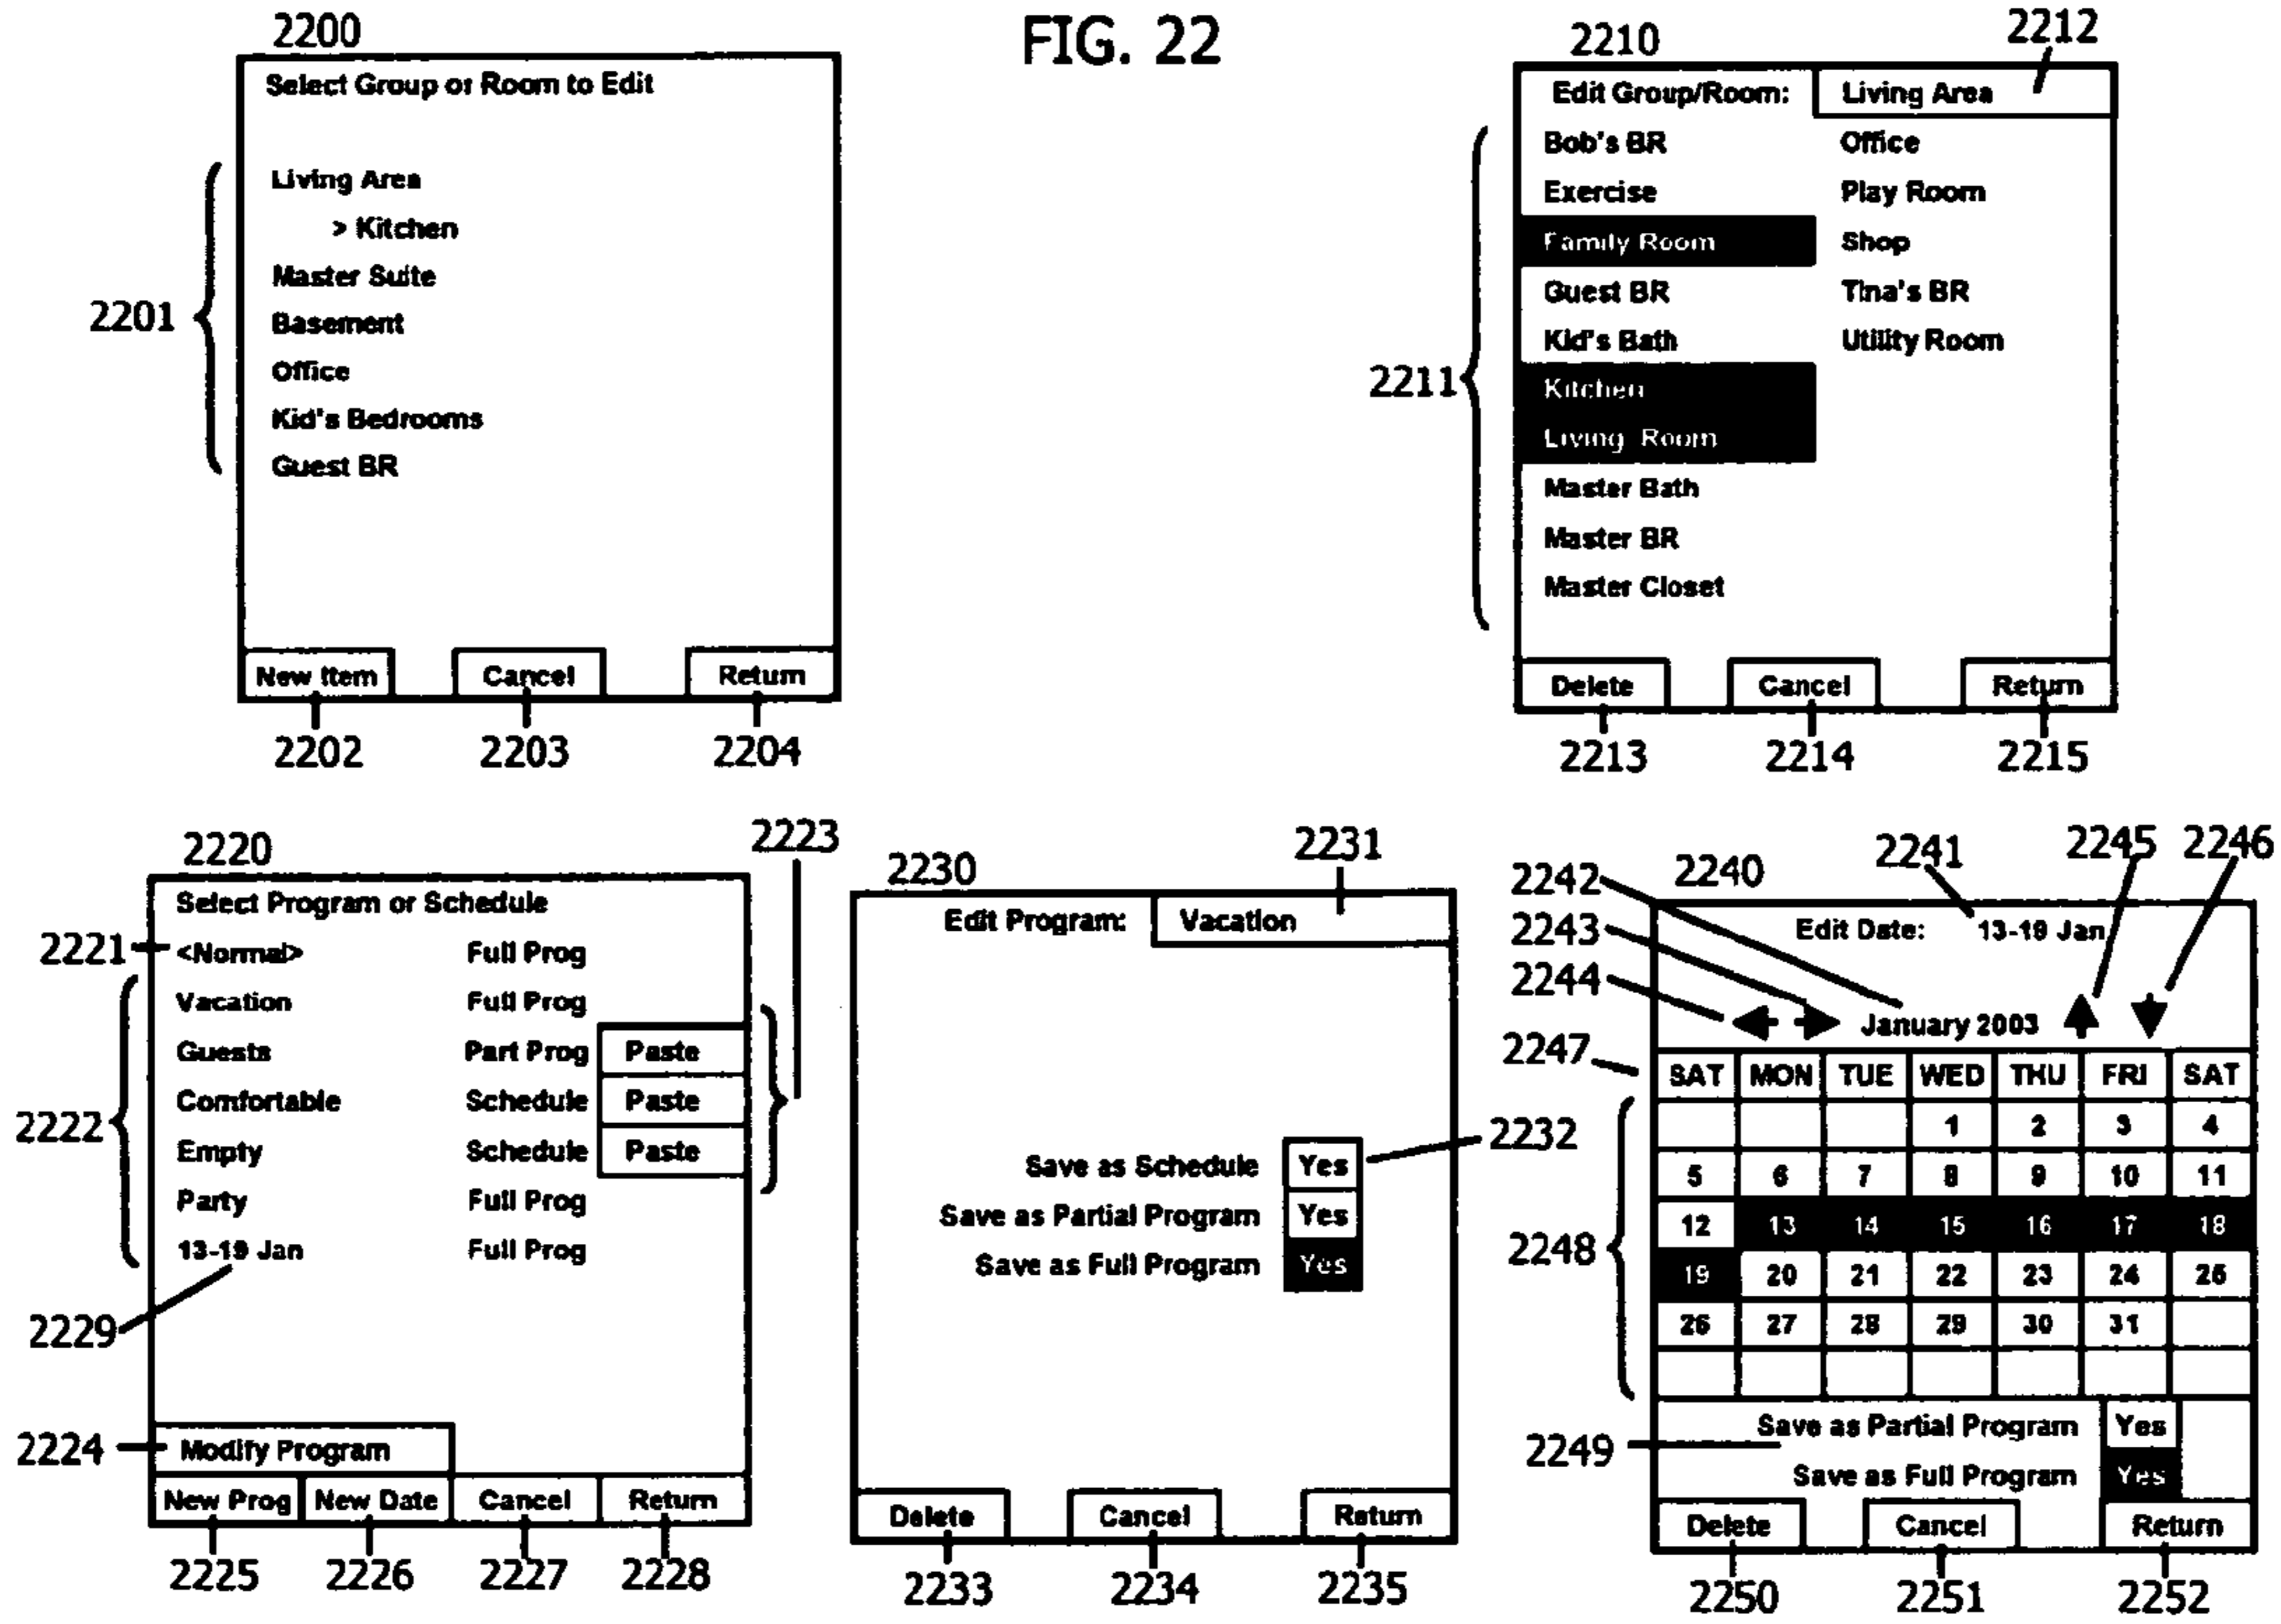 FIG. 22
2200
Select Group or Room to Edit
2201
Living Area
> Kitchen
Master Suite
Basement
Office
Kid's Bedrooms
Guest BR
New Item
Cancel
Return
2202
2203
2204
2210
2212
Edit Group/Room:
Living Area
2211
Bob's BR
Exercise
Family Room
Guest BR
Kid's Bath
Kitchen
Living Room
Master Bath
Master BR
Master Closet
Office
Play Room
Shop
Tina's BR
Utility Room
Delete
Cancel
Return
2213
2214
2215
2220
2223
Select Program or Schedule
2221
<Normal> Full Prog
2222
Vacation Full Prog
Guests Part Prog Paste
Comfortable Schedule Paste
Empty Schedule Paste
Party Full Prog
13-19 Jan Full Prog
2229
2224
Modify Program
New Prog New Date Cancel Return
2225
2226
2227
2228
2230
2231
Edit Program: Vacation
2232
Save as Schedule Yes
Save as Partial Program Yes
Save as Full Program Yes
Delete
Cancel
Return
2233
2234
2235
2240
2241
2245
2246
2242
2243
2244
2247
Edit Date: 13-19 Jan
January 2003
SAT MON TUE WED THU FRI SAT
1 2 3 4
5 6 7 8 9 10 11
12 13 14 15 16 17 18
19 20 21 22 23 24 25
26 27 28 29 30 31
2248
2249
Save as Partial Program Yes
Save as Full Program Yes
Delete
Cancel
Return
2250
2251
2252